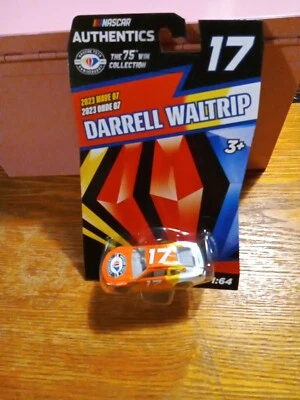 NASCAR
AUTHENTICS
THE 75TH WIN
COLLECTION
17
2023 WAVE 07
2023 ONDE 07
DARRELL WALTRIP
3+
17
1:64